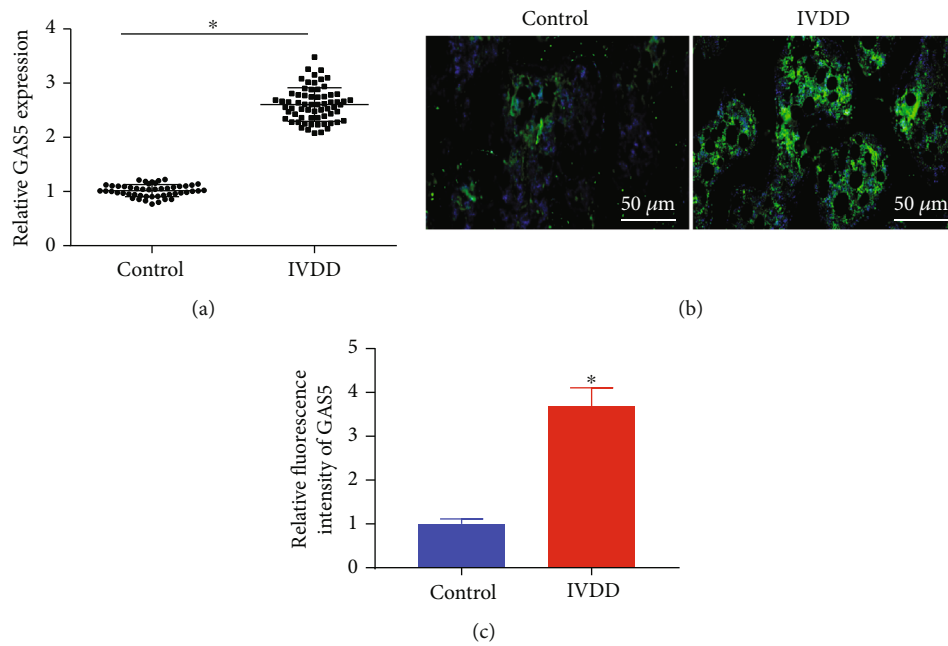 *
Relative GAS5 expression
4
3
2
1
0
Control
IVDD
(a)
Control
IVDD
50 μm
50 μm
(b)
Relative fluorescence
intensity of GAS5
5
4
3
2
1
0
*
Control
IVDD
(c)